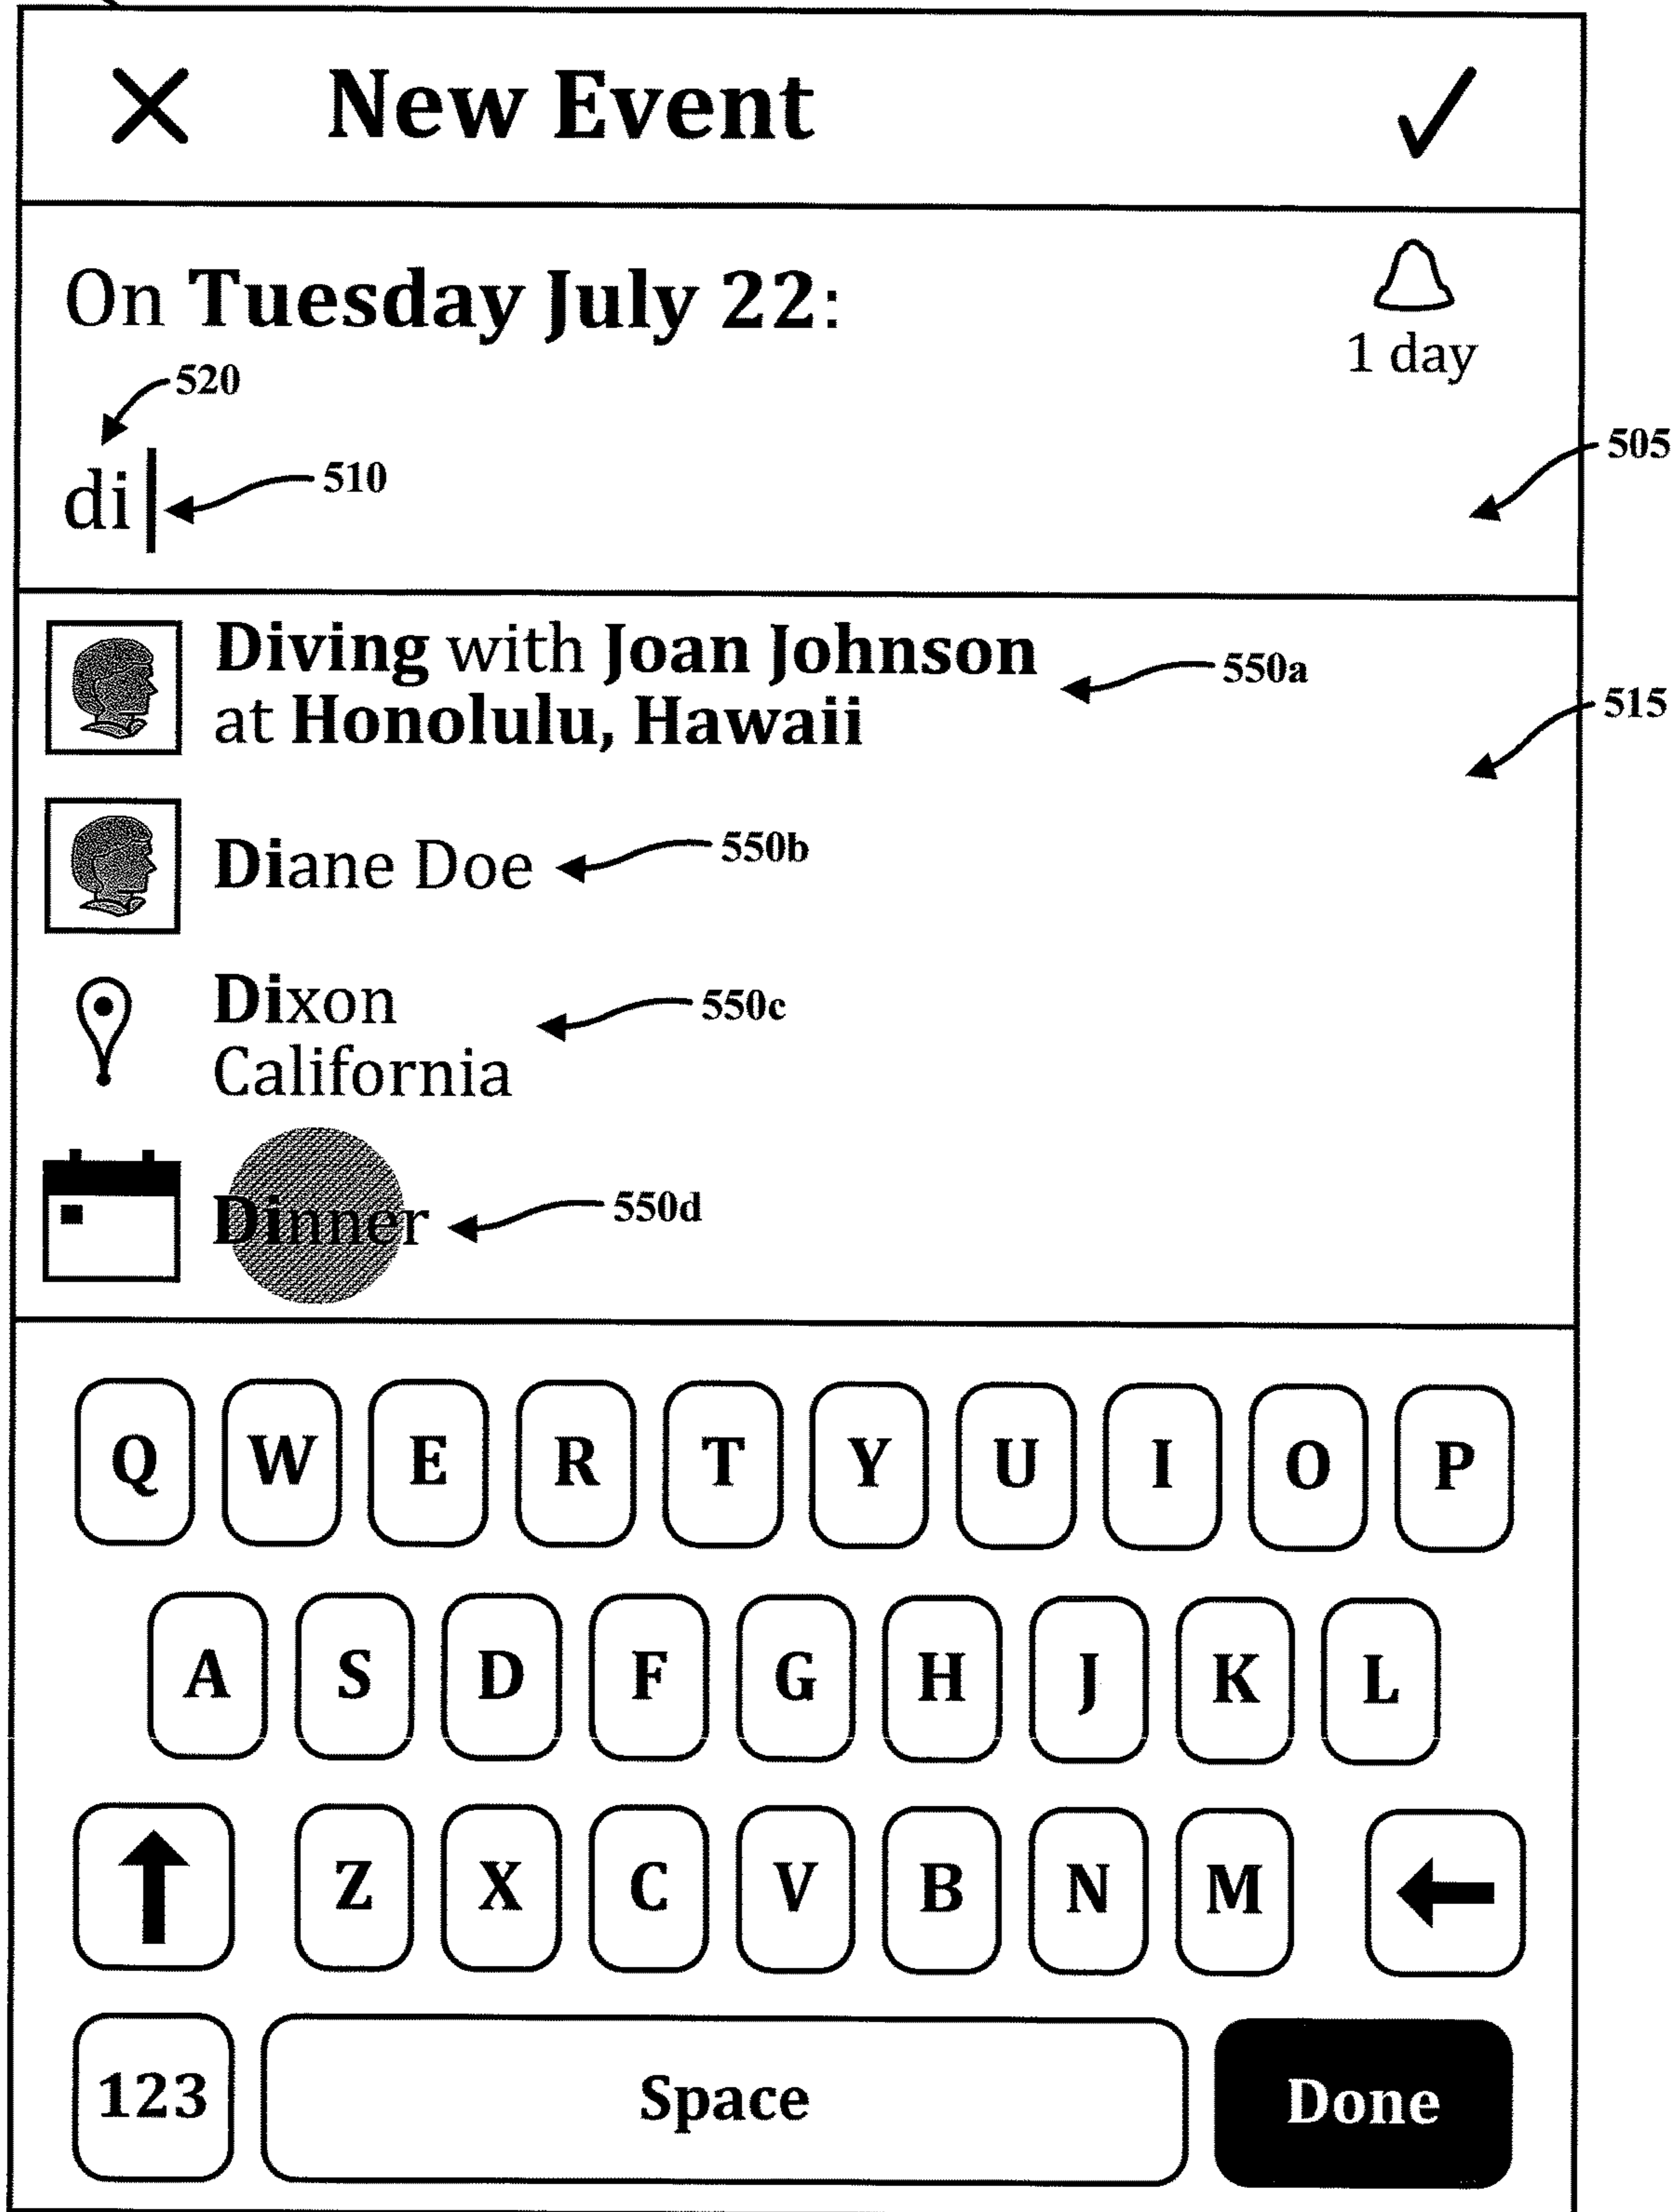 New Event
On Tuesday July 22:
1 day
520
di
510
505
Diving with Joan Johnson
at Honolulu, Hawaii
550a
515
Diane Doe
550b
Dixon
California
550c
Dinner
550d
Q W E R T Y U I O P
A S D F G H J K L
Z X C V B N M
123 Space Done